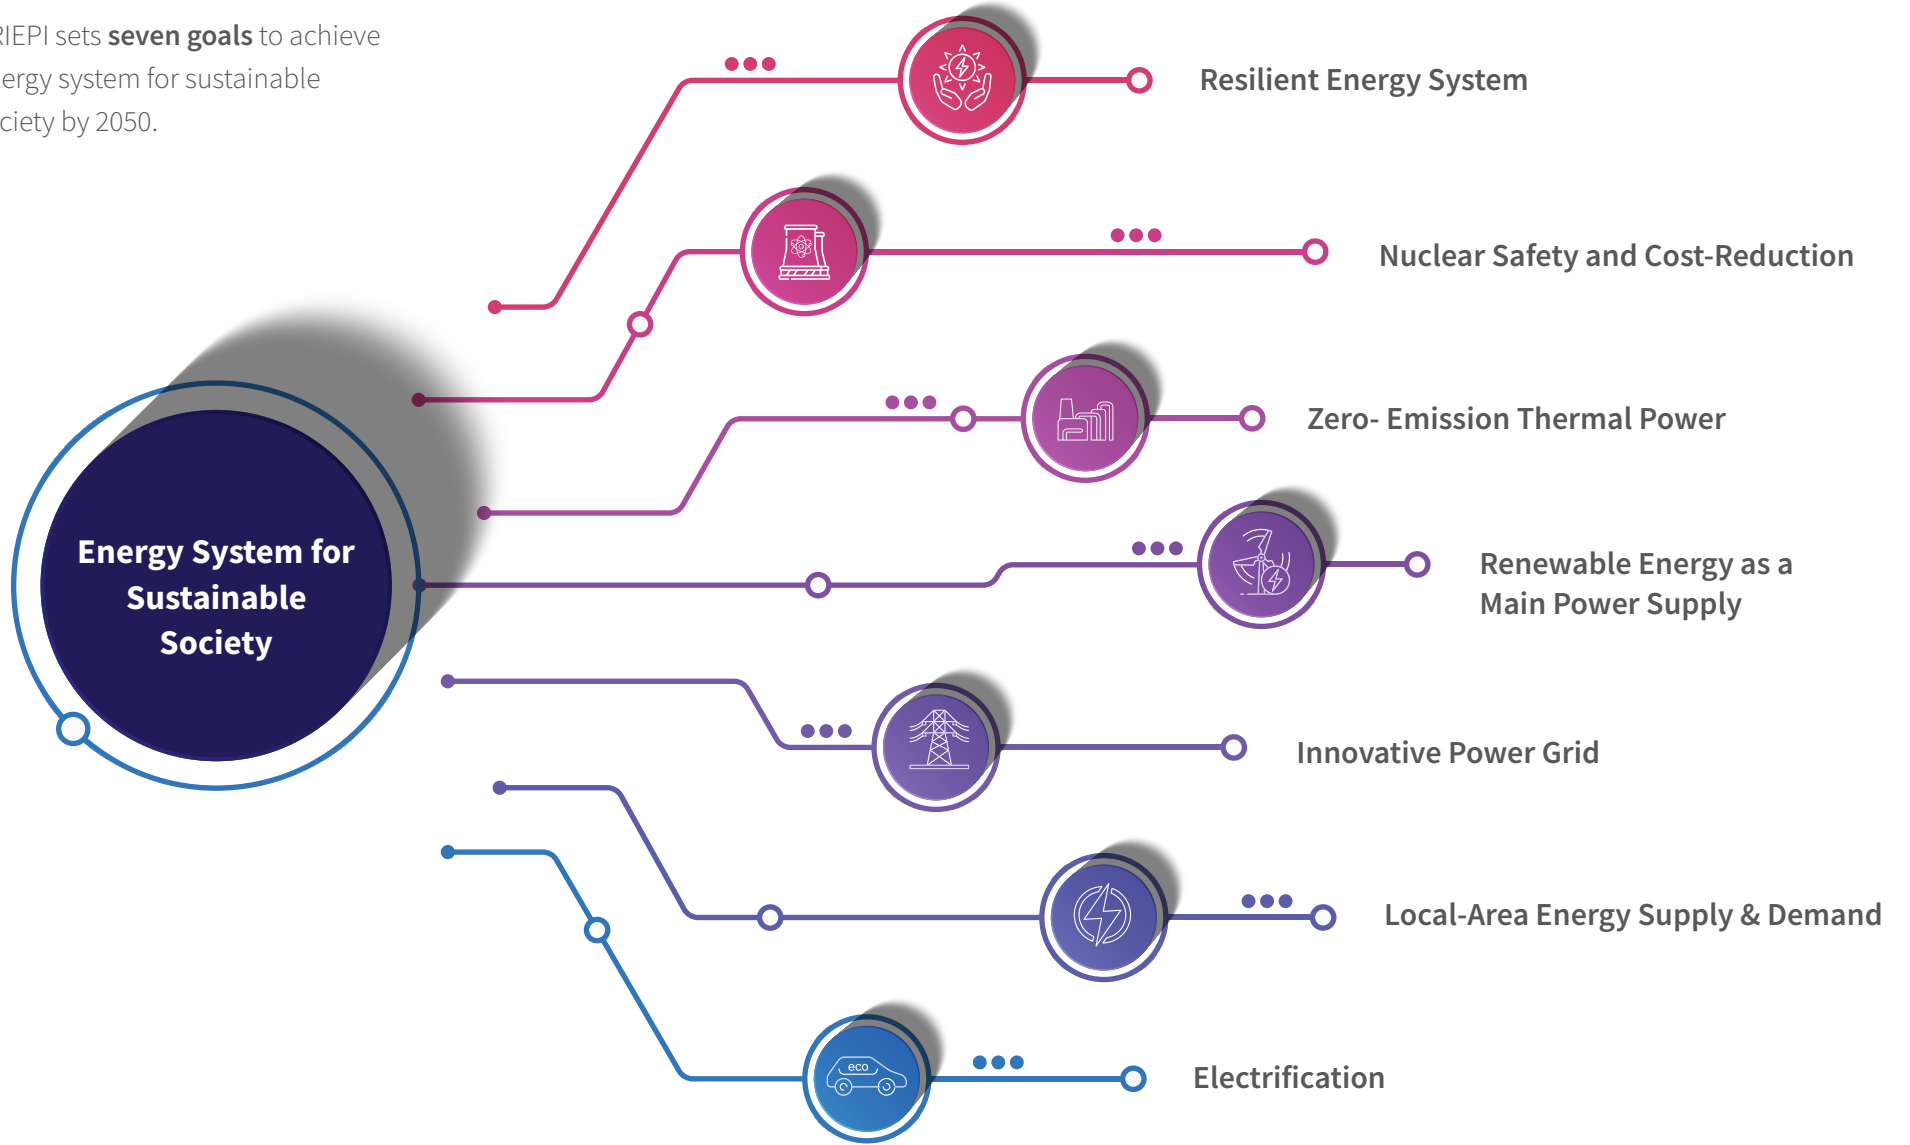 RIEPI sets seven goals to achieve
ergy system for sustainable
ciety by 2050.
Resilient Energy System
Nuclear Safety and Cost-Reduction
Zero- Emission Thermal Power
Energy System for
Sustainable
Society
Renewable Energy as a
Main Power Supply
Innovative Power Grid
Local-Area Energy Supply & Demand
eco
Electrification